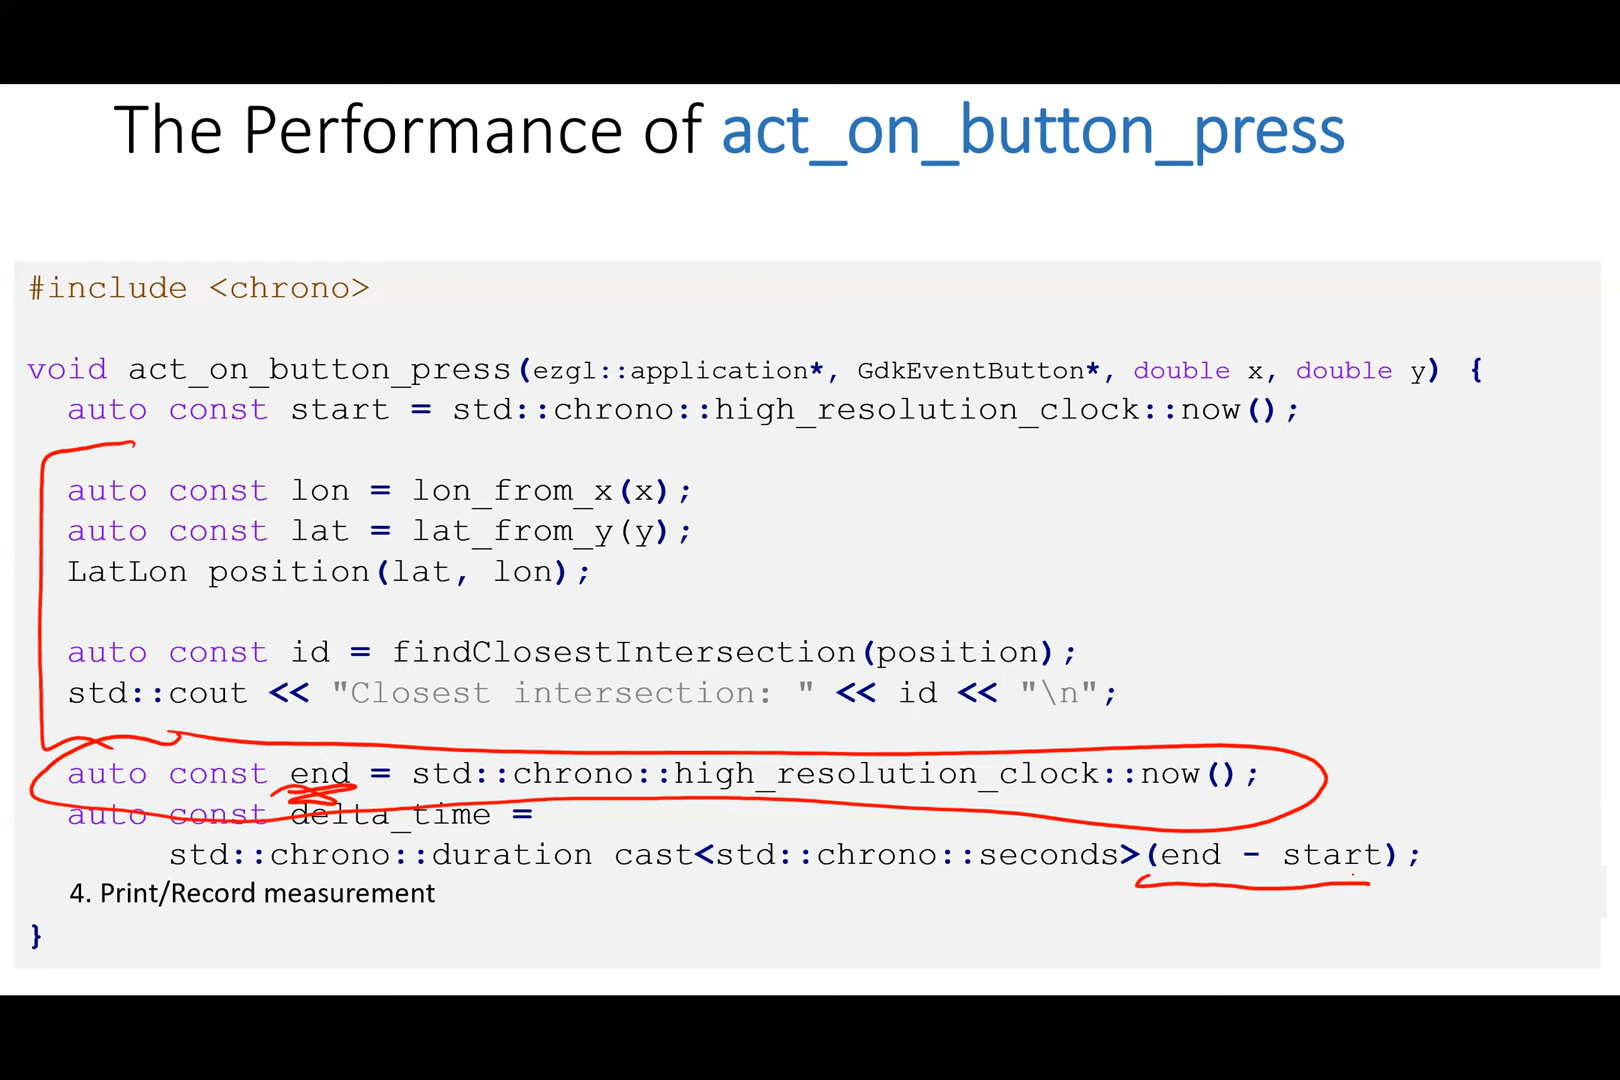 The Performance of act_on_button_press
#include <chrono>
void act_on_button_press(ezgl::application*, GdkEventButton*, double x, double y) {
auto const start = std::chrono::high_resolution_clock::now();
auto const lon = lon_from_x(x);
auto const lat = lat_from_y(y);
LatLon position(lat, lon);
auto const id = findClosestIntersection(position);
std::cout << "Closest intersection: " << id << "\n";
auto const end = std::chrono::high_resolution_clock::now();
auto const delta_time =
std::chrono::duration cast<std::chrono::seconds>(end - start);
4. Print/Record measurement
}